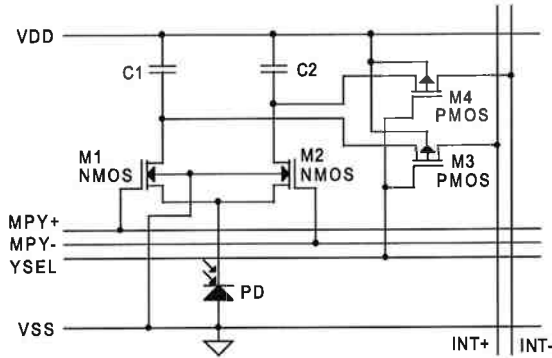 VDD
C1
C2
M4
PMOS
M1
NMOS
M2
NMOS
M3
PMOS
MPY+
MPY-
YSEL
PD
VSS
INT+
INT-